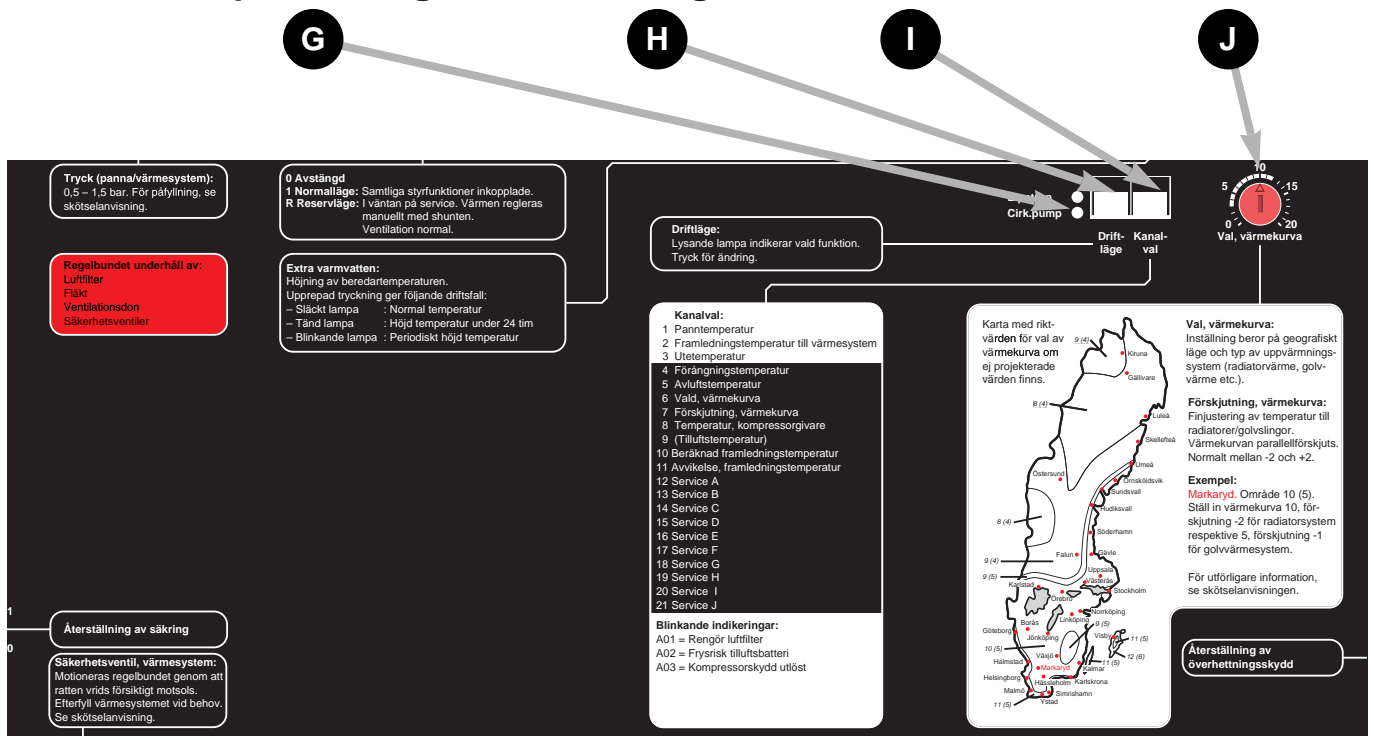 G
H
I
J
Tryck (panna/värmesystem):
0,5 – 1,5 bar. För påfyllning, se
skötselanvisning.
0 Avstängd
1 Normalläge: Samtliga styrfunktioner inkopplade.
R Reservläge: I väntan på service. Värmen regleras
manuellt med shunten.
Ventilation normal.
Regelbundet underhåll av:
Luftfilter
Fläkt
Ventilationsdon
Säkerhetsventiler
Extra varmvatten:
Höjning av beredartemperaturen.
Upprepad tryckning ger följande driftsfall:
– Släckt lampa : Normal temperatur
– Tänd lampa : Höjd temperatur under 24 tim
– Blinkande lampa : Periodiskt höjd temperatur
Cirk.pump
Drift-
läge
Kanal-
val
0
5
10
15
20
Val, värmekurva
Driftläge:
Lysande lampa indikerar vald funktion.
Tryck för ändring.
Kanalval:
1 Panntemperatur
2 Framledningstemperatur till värmesystem
3 Utetemperatur
4 Förångningstemperatur
5 Avluftstemperatur
6 Vald, värmekurva
7 Förskjutning, värmekurva
8 Temperatur, kompressorgivare
9 (Tilluftstemperatur)
10 Beräknad framledningstemperatur
11 Avvikelse, framledningstemperatur
12 Service A
13 Service B
14 Service C
15 Service D
16 Service E
17 Service F
18 Service G
19 Service H
20 Service I
21 Service J
Blinkande indikeringar:
A01 = Rengör luftfilter
A02 = Frysrisk tilluftsbatteri
A03 = Kompressorskydd utlöst
Karta med rikt-
värden för val av
värmekurva om
ej projekterade
värden finns.
9 (4)
Kiruna
Gällivare
8 (4)
Luleå
Skellefteå
Umeå
Östersund
Örnsköldsvik
Sundsvall
Hudiksvall
8 (4)
Söderhamn
Falun
Gävle
9 (4)
Uppsala
9 (5)
Västerås
Karlstad
Stockholm
Örebro
Norrköping
Linköping
9 (5)
Borås
Göteborg
Jönköping
Visby
11 (5)
10 (5)
12 (6)
Växjö
Halmstad
11 (5)
Markaryd
Kalmar
Helsingborg
Hässleholm
Karlskrona
Malmö
Simrishamn
11 (5)
Ystad
Val, värmekurva:
Inställning beror på geografiskt
läge och typ av uppvärmnings-
system (radiatorvärme, golv-
värme etc.).
Förskjutning, värmekurva:
Finjustering av temperatur till
radiatorer/golvslingor.
Värmekurvan parallellförskjuts.
Normalt mellan -2 och +2.
Exempel:
Markaryd. Område 10 (5).
Ställ in värmekurva 10, för-
skjutning -2 för radiatorsystem
respektive 5, förskjutning -1
för golvvärmesystem.
För utförligare information,
se skötselanvisningen.
1
0
Återställning av säkring
Säkerhetsventil, värmesystem:
Motioneras regelbundet genom att
ratten vrids försiktigt motsols.
Efterfyll värmesystemet vid behov.
Se skötselanvisning.
Återställning av
överhettningsskydd